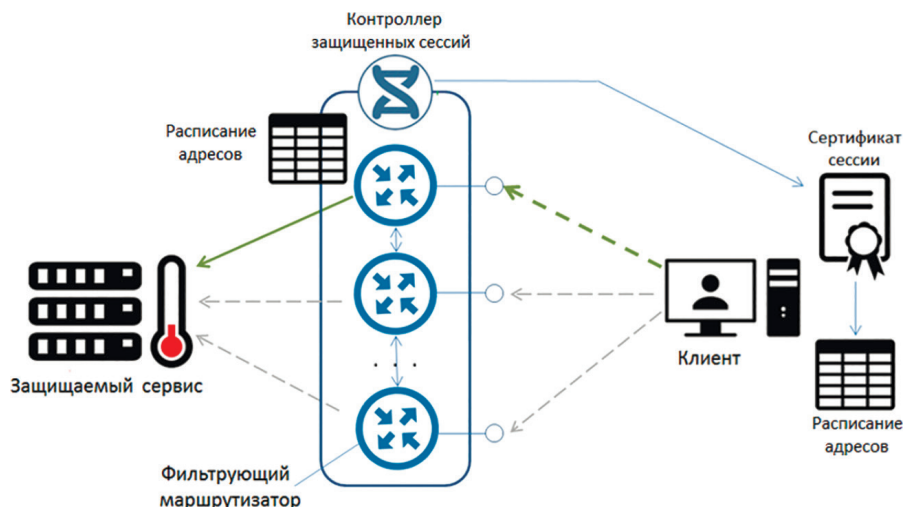 Контроллер
защищенных сессий
Расписание
адресов
Сертификат
сессии
Защищаемый сервис
. . .
Клиент
Расписание
адресов
Фильтрующий
маршрутизатор